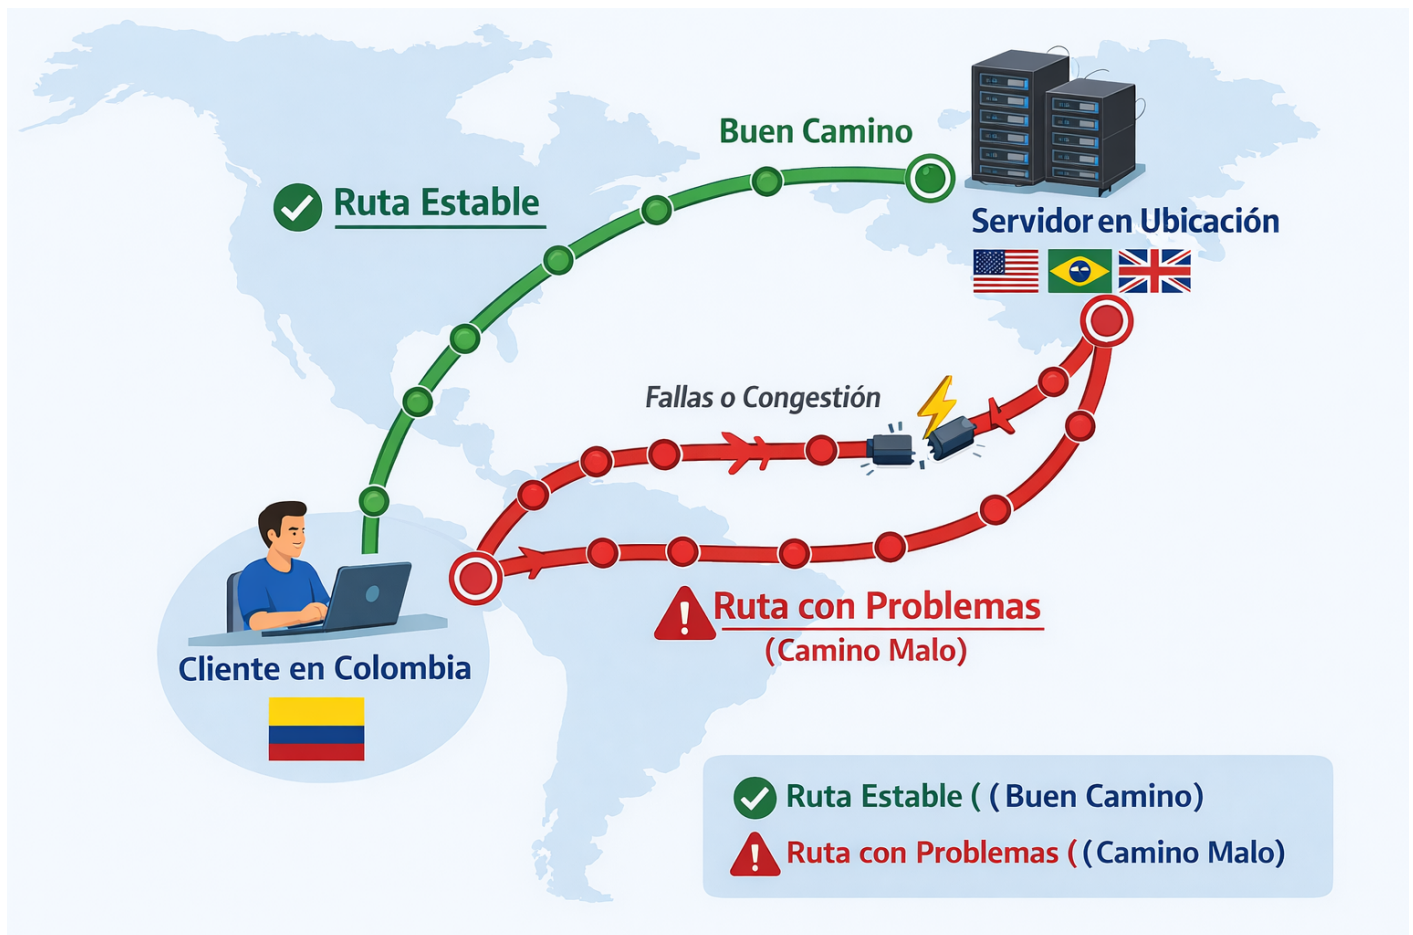 Buen Camino
Ruta Estable
Servidor en Ubicación
Fallas o Congestión
Ruta con Problemas
(Camino Malo)
Cliente en Colombia
Ruta Estable ( (Buen Camino)
Ruta con Problemas ( (Camino Malo)